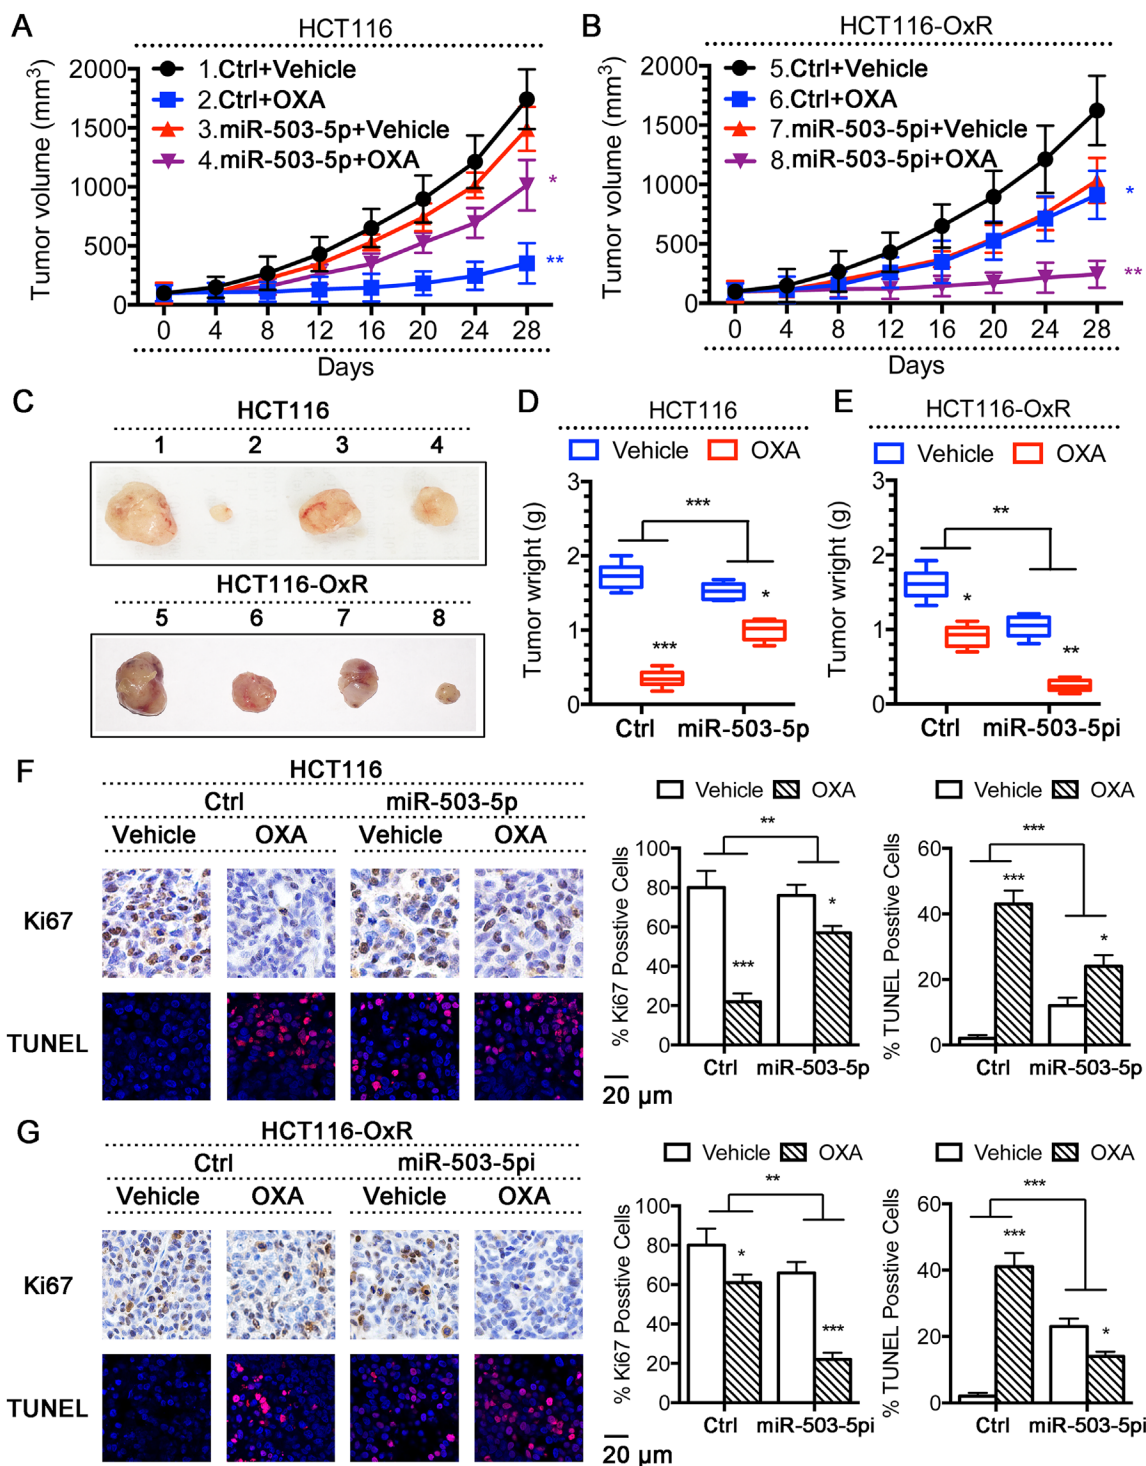 A
HCT116
Tumor volume (mm³)
2000
1500
1000
500
0
1.Ctrl+Vehicle
2.Ctrl+OXA
3.miR-503-5p+Vehicle
4.miR-503-5p+OXA
*
**
0 4 8 12 16 20 24 28
Days
B
HCT116-OxR
Tumor volume (mm³)
2000
1500
1000
500
0
5.Ctrl+Vehicle
6.Ctrl+OXA
7.miR-503-5pi+Vehicle
8.miR-503-5pi+OXA
*
**
0 4 8 12 16 20 24 28
Days
C
HCT116
1 2 3 4
HCT116-OxR
5 6 7 8
D
HCT116
Vehicle OXA
Tumor wright (g)
3
2
1
0
***
*
***
Ctrl miR-503-5p
E
HCT116-OxR
Vehicle OXA
Tumor wright (g)
3
2
1
0
**
*
**
Ctrl miR-503-5pi
F
HCT116
Ctrl miR-503-5p
Vehicle OXA Vehicle OXA
Ki67
TUNEL
20 µm
Vehicle OXA
% Ki67 Posstive Cells
100
80
60
40
20
0
**
*
***
Ctrl miR-503-5p
Vehicle OXA
% TUNEL Posstive Cells
60
40
20
0
***
***
*
Ctrl miR-503-5p
G
HCT116-OxR
Ctrl miR-503-5pi
Vehicle OXA Vehicle OXA
Ki67
TUNEL
20 µm
Vehicle OXA
% Ki67 Posstive Cells
100
80
60
40
20
0
**
*
***
Ctrl miR-503-5pi
Vehicle OXA
% TUNEL Posstive Cells
60
40
20
0
***
***
*
Ctrl miR-503-5pi